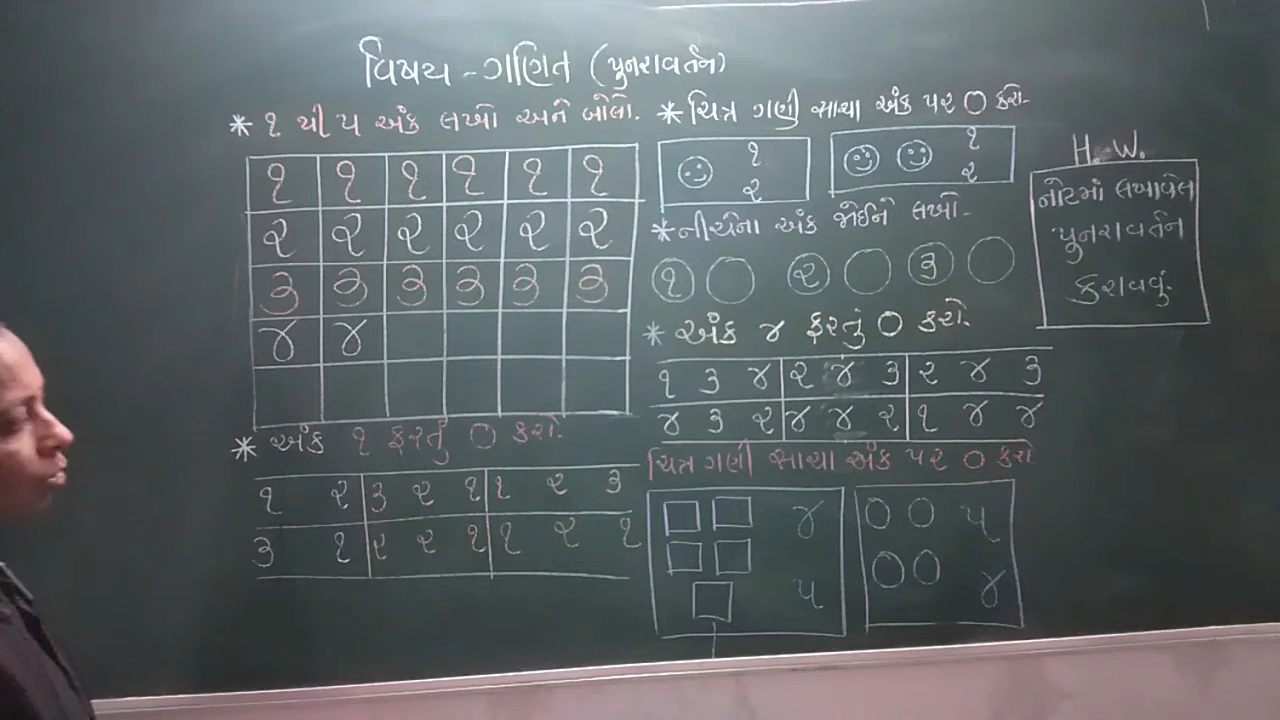 વિષય - ગણિત (પુનરાવર્તન)
* ૧ થી ૫ અંક લખો અને બોલો.
૧ ૧ ૧ ૧ ૧ ૧
૨ ૨ ૨ ૨ ૨ ૨
૩ ૩ ૩ ૩ ૩ ૩
૪ ૪
* અંક ૧ ફરતું O કરો.
૧ ૨ ૩ ૨ ૧ ૧ ૨ ૩
૩ ૧ ૨ ૨ ૧ ૧ ૨ ૧
* ચિત્ર ગણી સાચા અંક પર O કરો.
૧
૨
૧
૨
* નીચેના અંક જોઈને લખો.
૧ ૨ ૩
* અંક ૪ ફરતું O કરો.
૧ ૩ ૪ ૨ ૪ ૩ ૨ ૪ ૩
૪ ૩ ૨ ૪ ૪ ૨ ૧ ૪ ૪
ચિત્ર ગણી સાચા અંક પર O કરો
૪
૫
૫
૪
H. W.
નોટમાં લખાવેલ
પુનરાવર્તન
કરાવવું.